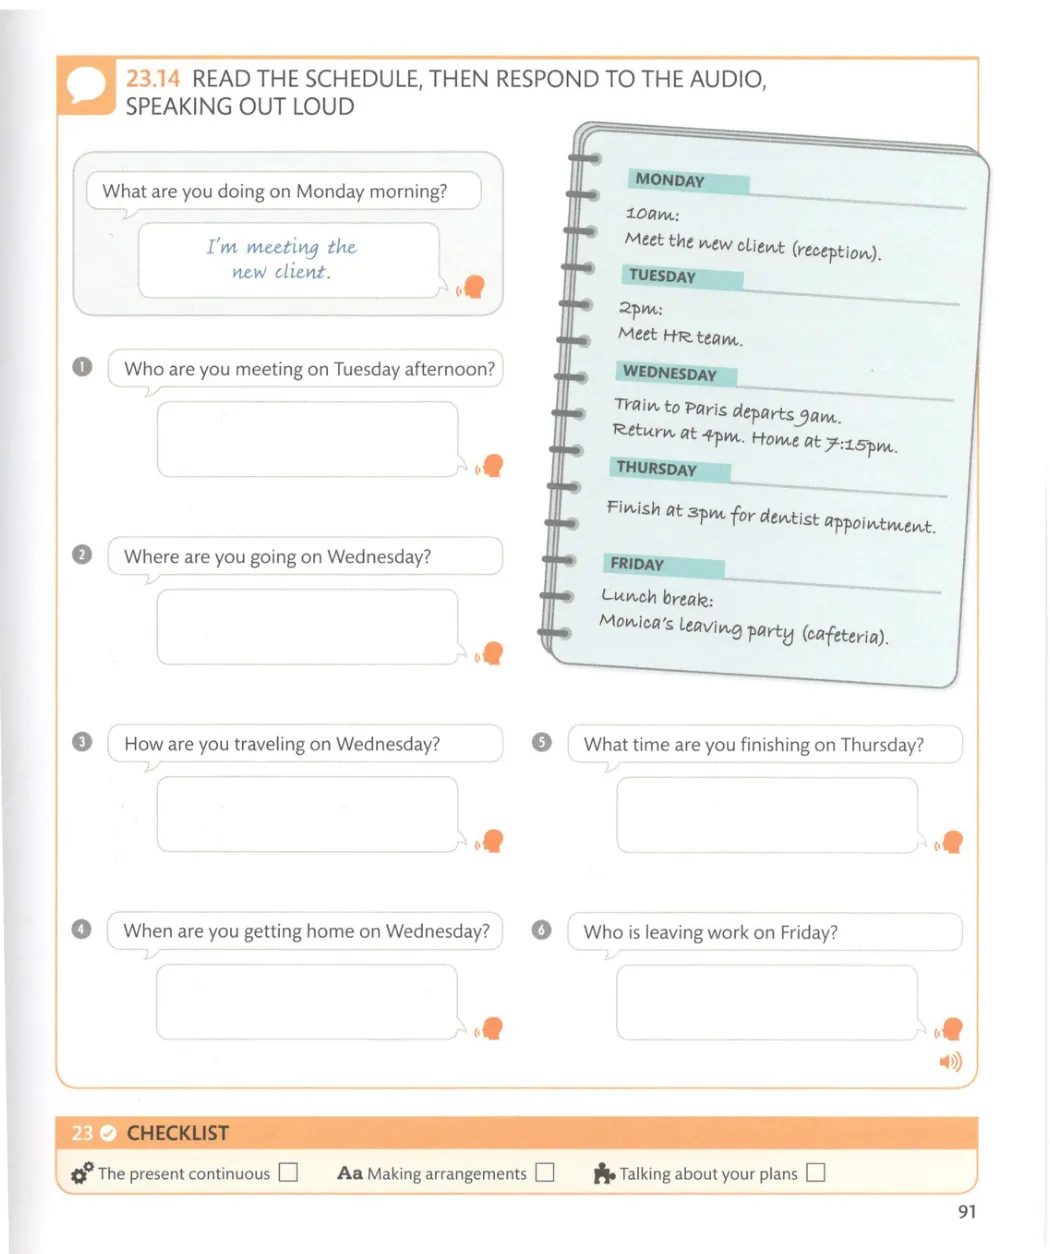 23.14 READ THE SCHEDULE, THEN RESPOND TO THE AUDIO,
SPEAKING OUT LOUD
What are you doing on Monday morning?
I'm meeting the
new client.
MONDAY
10am:
Meet the new client (reception).
TUESDAY
2pm:
Meet HR team.
WEDNESDAY
Train to Paris departs 9am.
Return at 4pm. Home at 7:15pm.
THURSDAY
Finish at 3pm for dentist appointment.
FRIDAY
Lunch break:
Monica's leaving party (cafeteria).
1 Who are you meeting on Tuesday afternoon?
2 Where are you going on Wednesday?
3 How are you traveling on Wednesday?
4 When are you getting home on Wednesday?
5 What time are you finishing on Thursday?
6 Who is leaving work on Friday?
23 CHECKLIST
The present continuous
Aa Making arrangements
Talking about your plans
91